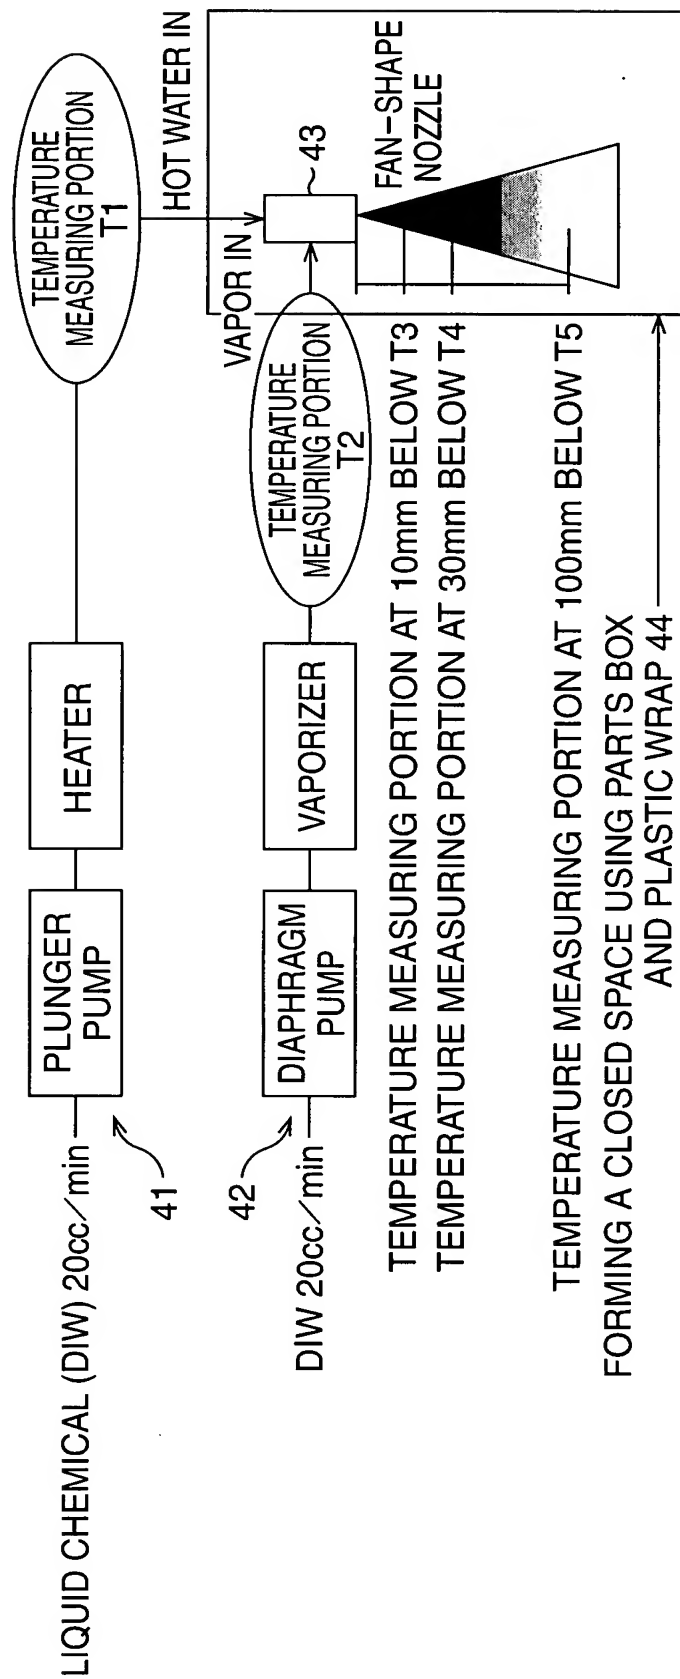 LIQUID CHEMICAL (DIW) 20cc/min
PLUNGER
PUMP
HEATER
TEMPERATURE
MEASURING PORTION
T1
HOT WATER IN
41
42
DIW 20cc/min
DIAPHRAGM
PUMP
VAPORIZER
TEMPERATURE
MEASURING PORTION
T2
VAPOR IN
43
FAN-SHAPE
NOZZLE
TEMPERATURE MEASURING PORTION AT 10mm BELOW T3
TEMPERATURE MEASURING PORTION AT 30mm BELOW T4
TEMPERATURE MEASURING PORTION AT 100mm BELOW T5
FORMING A CLOSED SPACE USING PARTS BOX
AND PLASTIC WRAP 44